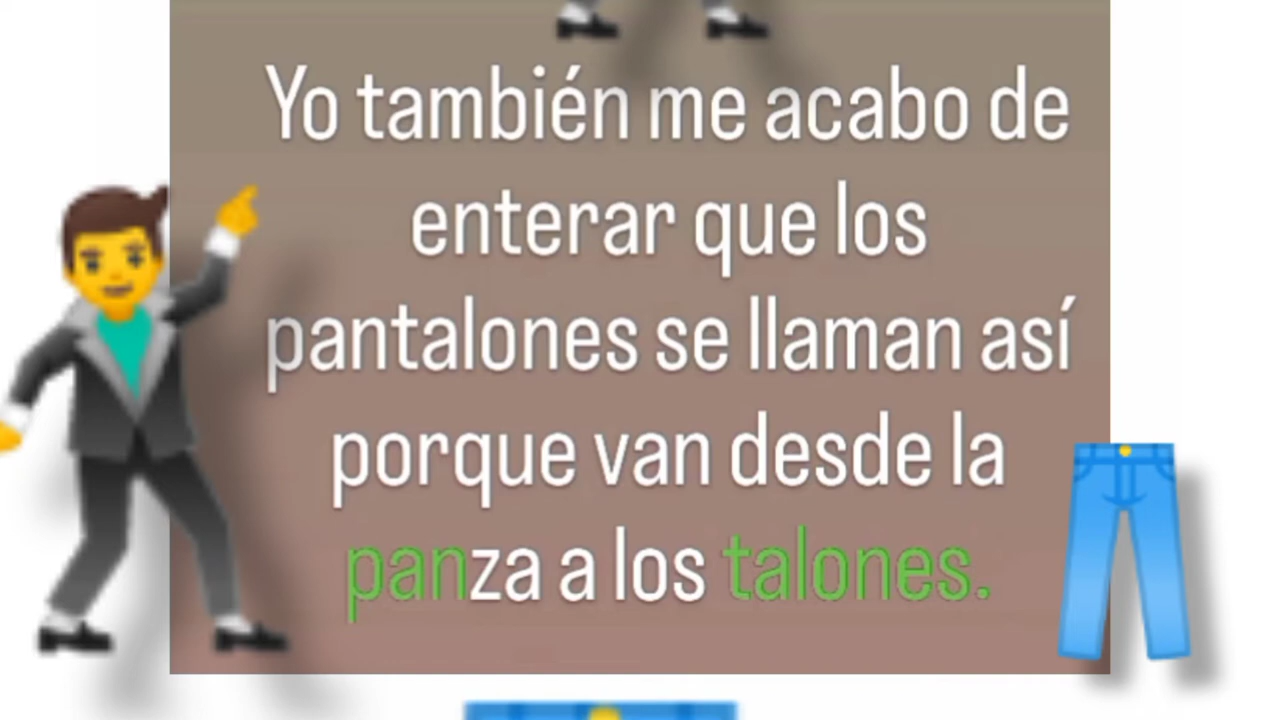 Yo también me acabo de
enterar que los
pantalones se llaman así
porque van desde la
panza a los talones.